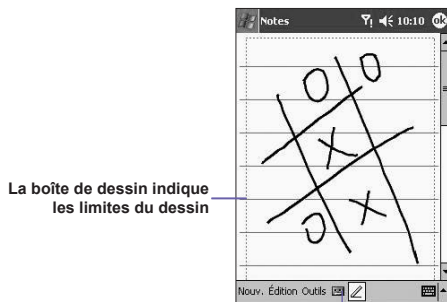 Notes 10:10 ok
O O
X
O X
La boîte de dessin indique
les limites du dessin
Nouv. Édition Outils